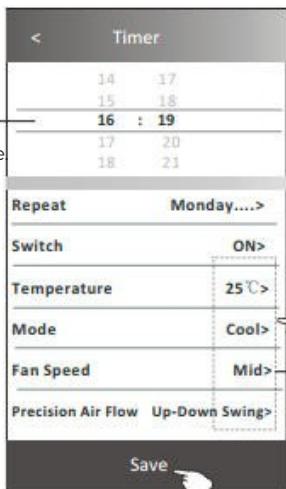 < Timer
14 17
15 18
16 : 19
e
17 20
18 21
Repeat Monday....>
Switch ON>
Temperature 25℃>
Mode Cool>
Fan Speed Mid>
Precision Air Flow Up-Down Swing>
Save